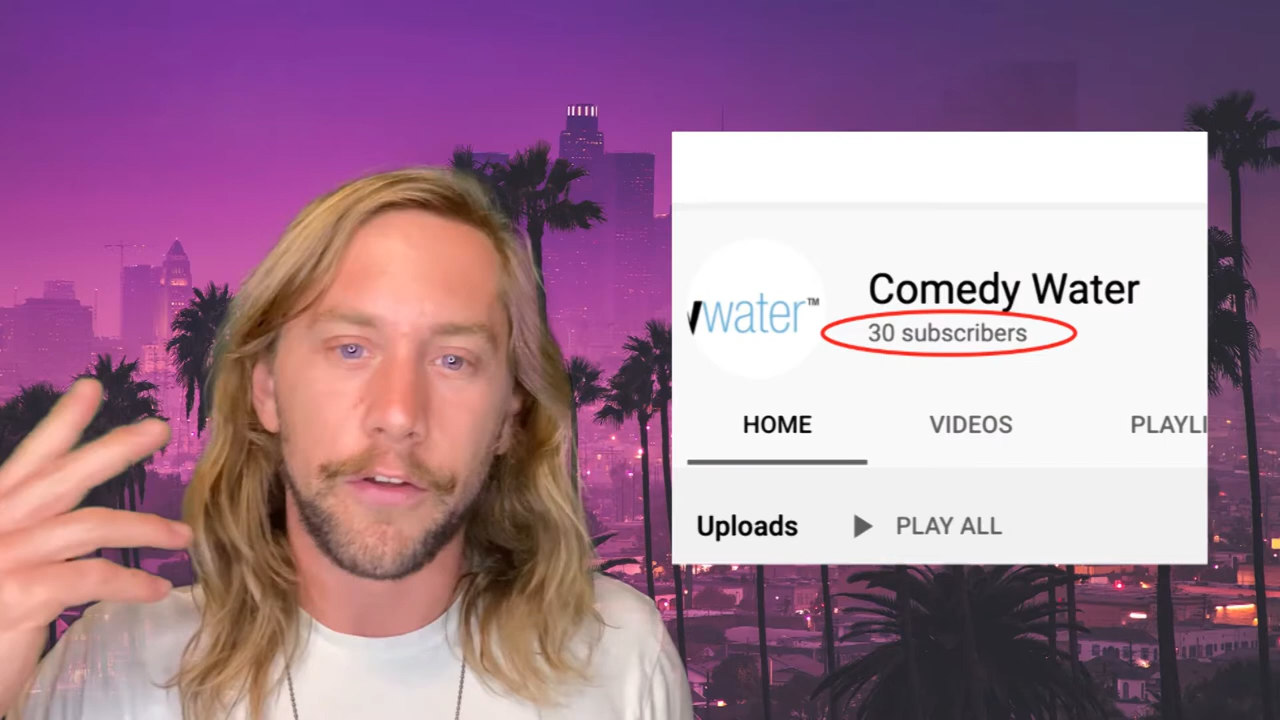 water™
Comedy Water
30 subscribers
HOME VIDEOS PLAYLI
Uploads PLAY ALL